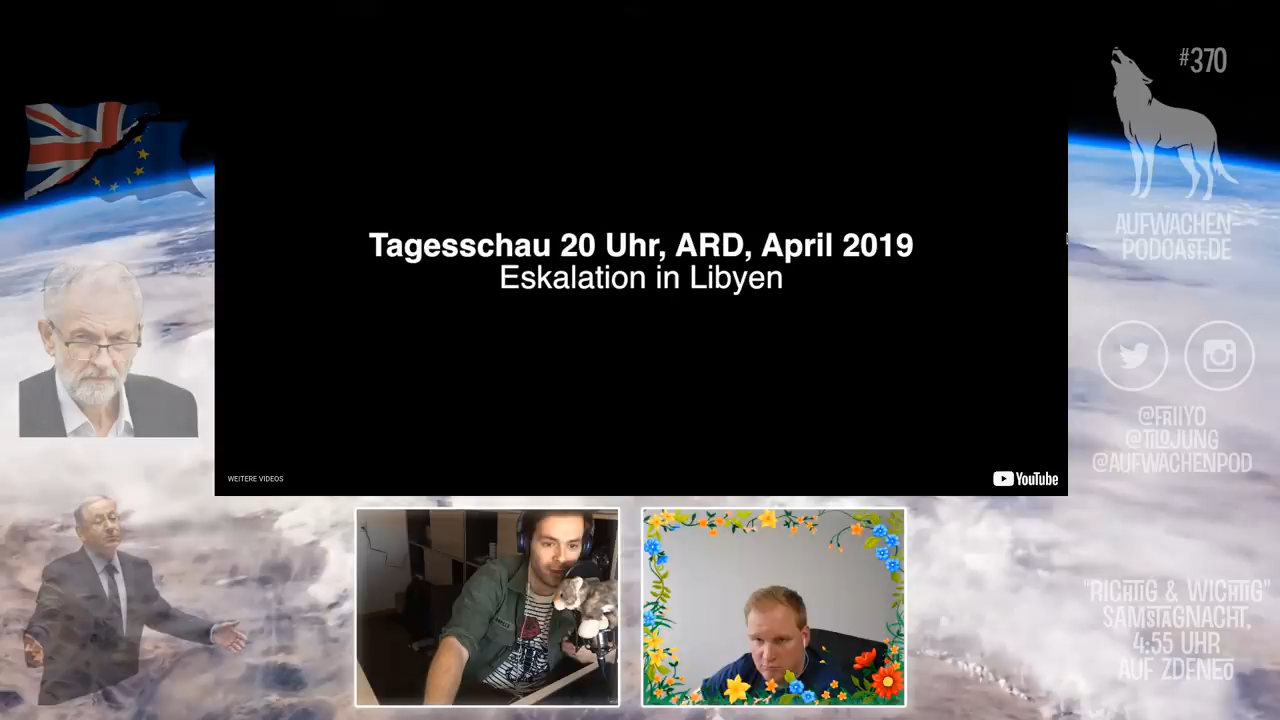 #370
AUFWACHEN-
PODCAST.DE
Tagesschau 20 Uhr, ARD, April 2019
Eskalation in Libyen
@FRIIYO
@TILOJUNG
@AUFWACHENPOD
WEITERE VIDEOS
YouTube
"RICHTIG & WICHTIG"
SAMSTAGNACHT,
4:55 UHR
AUF ZDFNEO